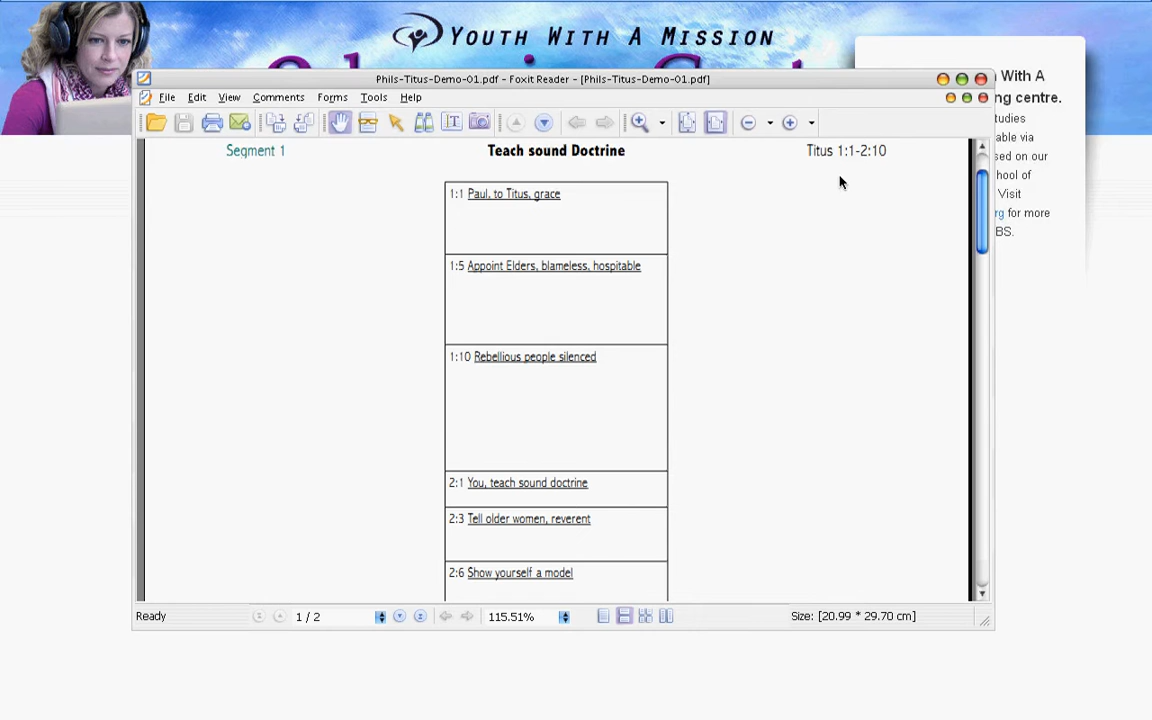 YOUTH WITH A MISSION
Phils-Titus-Demo-01.pdf - Foxit Reader - [Phils-Titus-Demo-01.pdf]
With A
File Edit View Comments Forms Tools Help
ng centre.
tudies
able via
sed on our
hool of
Visit
rg for more
BS.
Segment 1
Teach sound Doctrine
Titus 1:1-2:10
1:1 Paul, to Titus, grace
1:5 Appoint Elders, blameless, hospitable
1:10 Rebellious people silenced
2:1 You, teach sound doctrine
2:3 Tell older women, reverent
2:6 Show yourself a model
Ready
1 / 2
115.51%
Size: [20.99 * 29.70 cm]